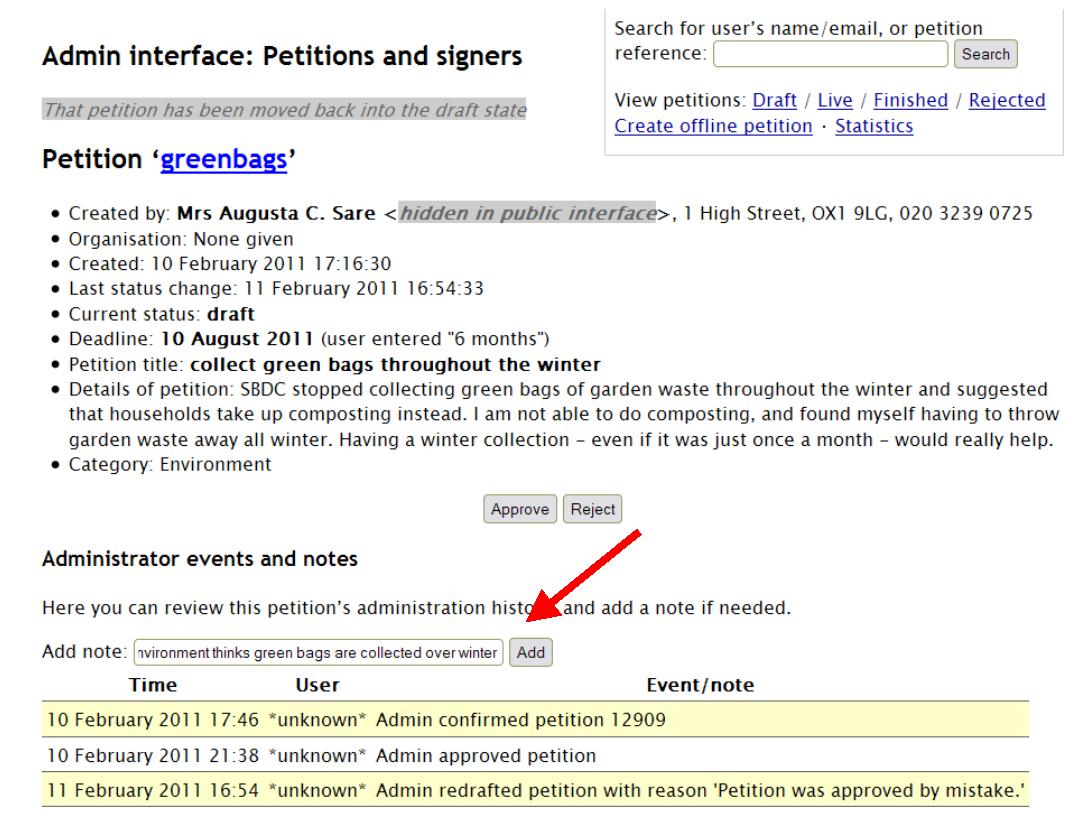 Search for user's name/email, or petition
reference: Search
Admin interface: Petitions and signers
That petition has been moved back into the draft state
View petitions: Draft / Live / Finished / Rejected
Create offline petition · Statistics
Petition ‘greenbags’
• Created by: Mrs Augusta C. Sare <hidden in public interface>, 1 High Street, OX1 9LG, 020 3239 0725
• Organisation: None given
• Created: 10 February 2011 17:16:30
• Last status change: 11 February 2011 16:54:33
• Current status: draft
• Deadline: 10 August 2011 (user entered "6 months")
• Petition title: collect green bags throughout the winter
• Details of petition: SBDC stopped collecting green bags of garden waste throughout the winter and suggested
that households take up composting instead. I am not able to do composting, and found myself having to throw
garden waste away all winter. Having a winter collection – even if it was just once a month – would really help.
• Category: Environment
Approve Reject
Administrator events and notes
Here you can review this petition’s administration histo and add a note if needed.
Add note: nvironment thinks green bags are collected over winter Add
Time User Event/note
10 February 2011 17:46 *unknown* Admin confirmed petition 12909
10 February 2011 21:38 *unknown* Admin approved petition
11 February 2011 16:54 *unknown* Admin redrafted petition with reason 'Petition was approved by mistake.'